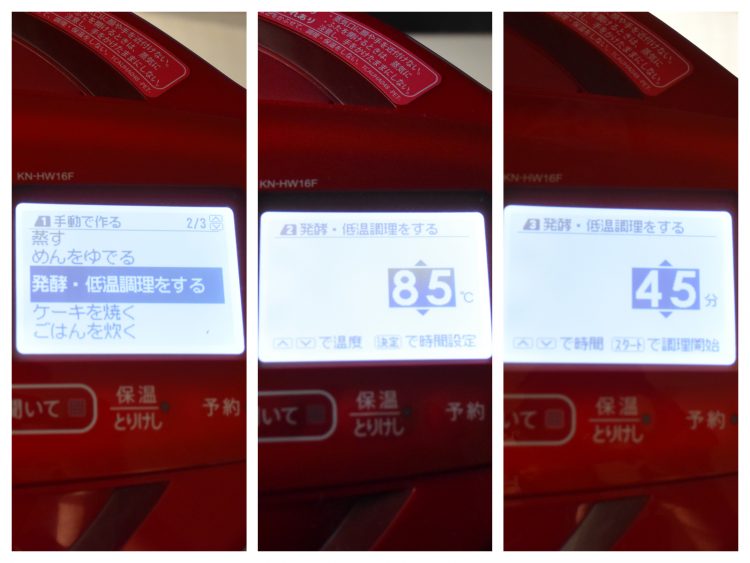 KN-HW16F
1 手動で作る 2/3
蒸す
めんをゆでる
発酵・低温調理をする
ケーキを焼く
ごはんを炊く
いて
保温
とりけし
予約
KN-HW16F
2 発酵・低温調理をする
85℃
で温度 決定 で時間設定
いて
保温
とりけし
予約
KN-HW16F
3 発酵・低温調理をする
45分
で時間 スタート で調理開始
いて
保温
とりけし
予約